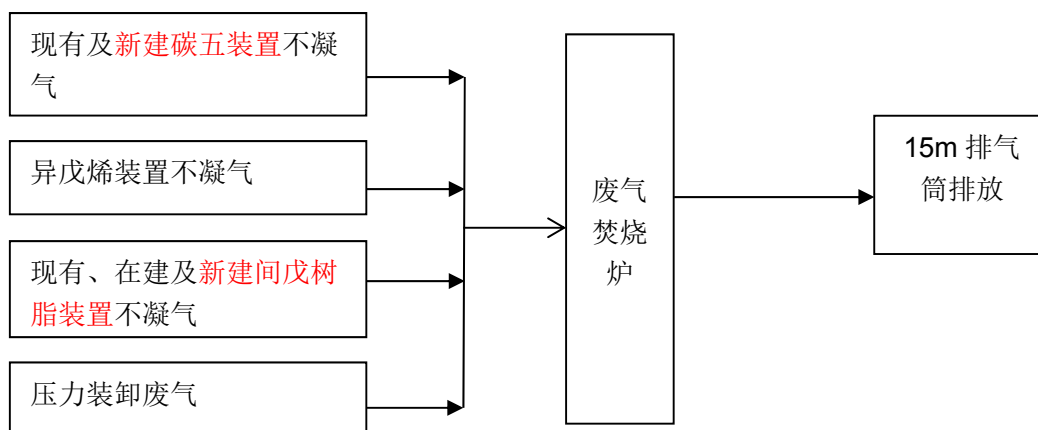 现有及新建碳五装置不凝
气
异戊烯装置不凝气
现有、在建及新建间戊树
脂装置不凝气
压力装卸废气
废气
焚烧
炉
15m 排气
筒排放